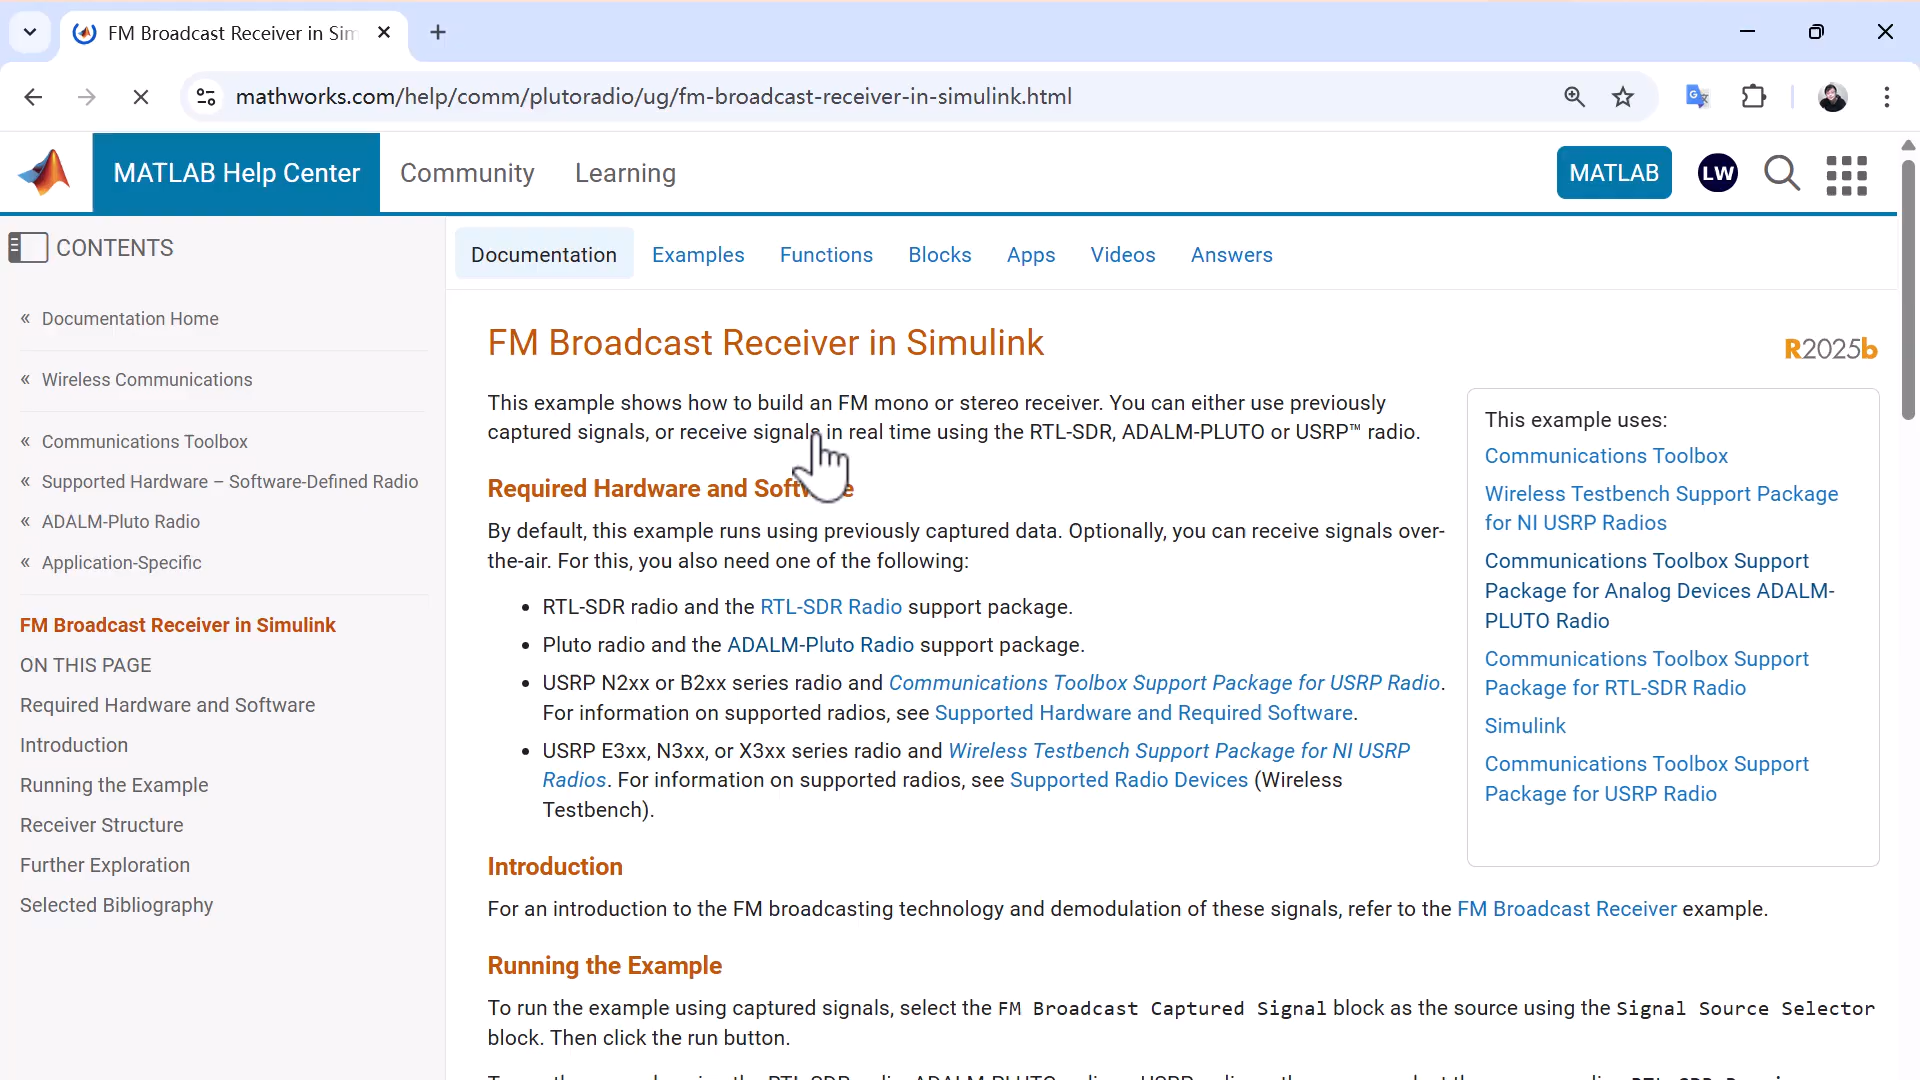 FM Broadcast Receiver in Sim
mathworks.com/help/comm/plutoradio/ug/fm-broadcast-receiver-in-simulink.html
MATLAB Help Center
Community
Learning
MATLAB
LW
CONTENTS
« Documentation Home
« Wireless Communications
« Communications Toolbox
« Supported Hardware – Software-Defined Radio
« ADALM-Pluto Radio
« Application-Specific
FM Broadcast Receiver in Simulink
ON THIS PAGE
Required Hardware and Software
Introduction
Running the Example
Receiver Structure
Further Exploration
Selected Bibliography
Documentation
Examples
Functions
Blocks
Apps
Videos
Answers
FM Broadcast Receiver in Simulink
R2025b
This example shows how to build an FM mono or stereo receiver. You can either use previously
captured signals, or receive signals in real time using the RTL-SDR, ADALM-PLUTO or USRP™ radio.
Required Hardware and Software
By default, this example runs using previously captured data. Optionally, you can receive signals over-
the-air. For this, you also need one of the following:
• RTL-SDR radio and the RTL-SDR Radio support package.
• Pluto radio and the ADALM-Pluto Radio support package.
• USRP N2xx or B2xx series radio and Communications Toolbox Support Package for USRP Radio.
For information on supported radios, see Supported Hardware and Required Software.
• USRP E3xx, N3xx, or X3xx series radio and Wireless Testbench Support Package for NI USRP
Radios. For information on supported radios, see Supported Radio Devices (Wireless
Testbench).
This example uses:
Communications Toolbox
Wireless Testbench Support Package
for NI USRP Radios
Communications Toolbox Support
Package for Analog Devices ADALM-
PLUTO Radio
Communications Toolbox Support
Package for RTL-SDR Radio
Simulink
Communications Toolbox Support
Package for USRP Radio
Introduction
For an introduction to the FM broadcasting technology and demodulation of these signals, refer to the FM Broadcast Receiver example.
Running the Example
To run the example using captured signals, select the FM Broadcast Captured Signal block as the source using the Signal Source Selector
block. Then click the run button.